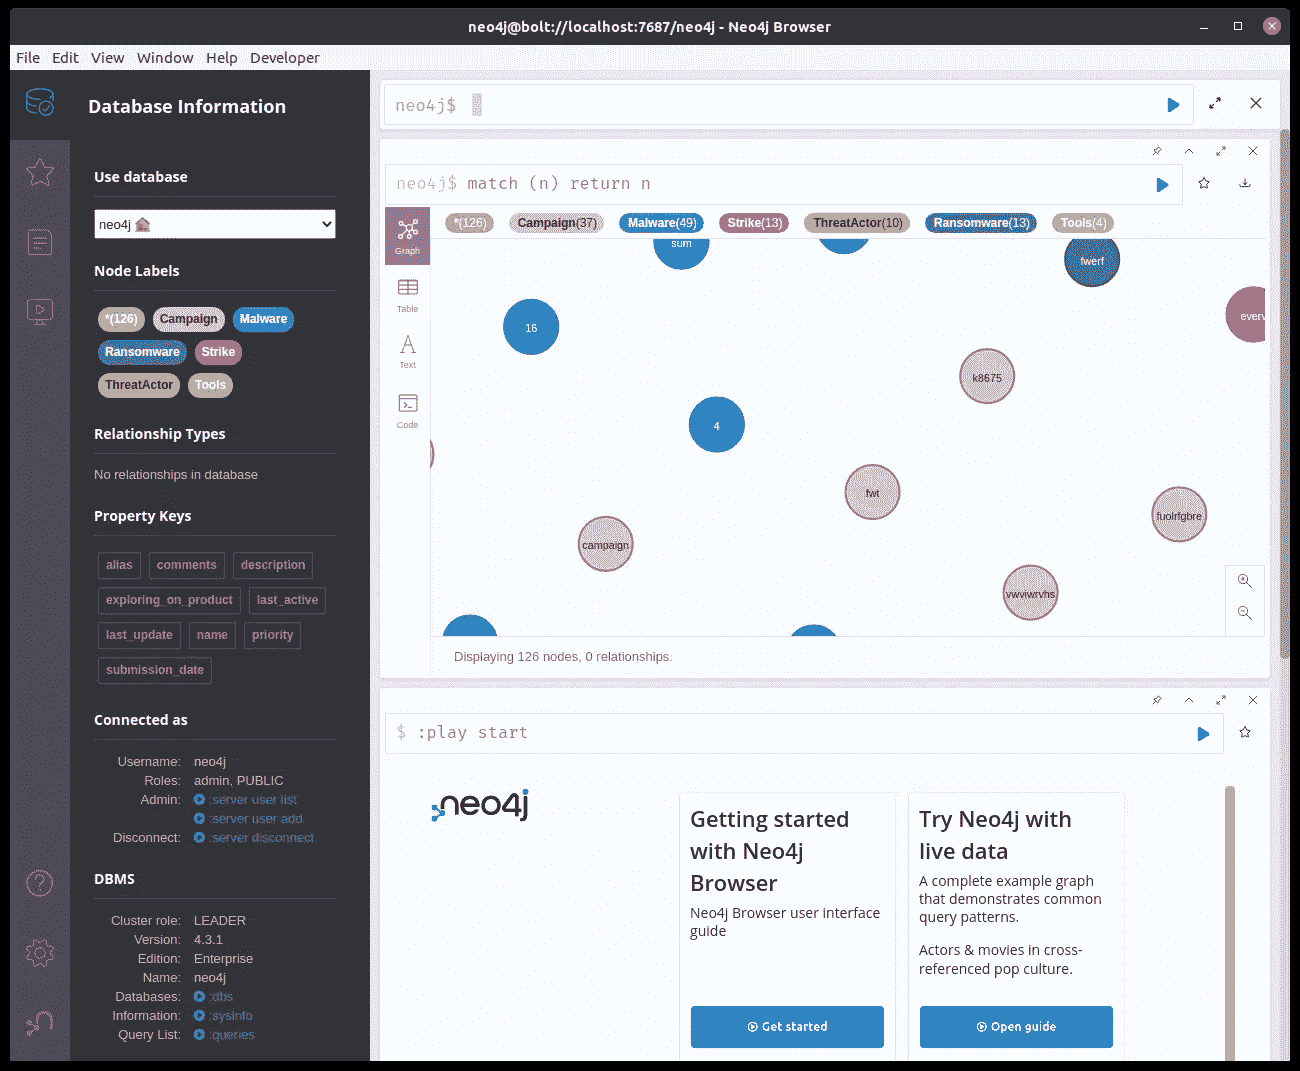 neo4j@bolt://localhost:7687/neo4j - Neo4j Browser
File Edit View Window Help Developer
Database Information
Use database
neo4j
Node Labels
*(126) Campaign Malware
Ransomware Strike
ThreatActor Tools
Relationship Types
No relationships in database
Property Keys
alias comments description
exploring_on_product last_active
last_update name priority
submission_date
Connected as
Username: neo4j
Roles: admin, PUBLIC
Admin: :server user list
:server user add
Disconnect: :server disconnect
DBMS
Cluster role: LEADER
Version: 4.3.1
Edition: Enterprise
Name: neo4j
Databases: :dbs
Information: :sysinfo
Query List: :queries
neo4j$
neo4j$ match (n) return n
Graph
Table
Text
Code
*(126) Campaign(37) Malware(49) Strike(13) ThreatActor(10) Ransomware(13) Tools(4)
sum
fwerf
16
k8675
4
fwt
fuolrfgbre
campaign
vwviwrvhs
Displaying 126 nodes, 0 relationships.
$ :play start
neo4j
Getting started
with Neo4j
Browser
Neo4j Browser user interface
guide
Get started
Try Neo4j with
live data
A complete example graph
that demonstrates common
query patterns.
Actors & movies in cross-
referenced pop culture.
Open guide